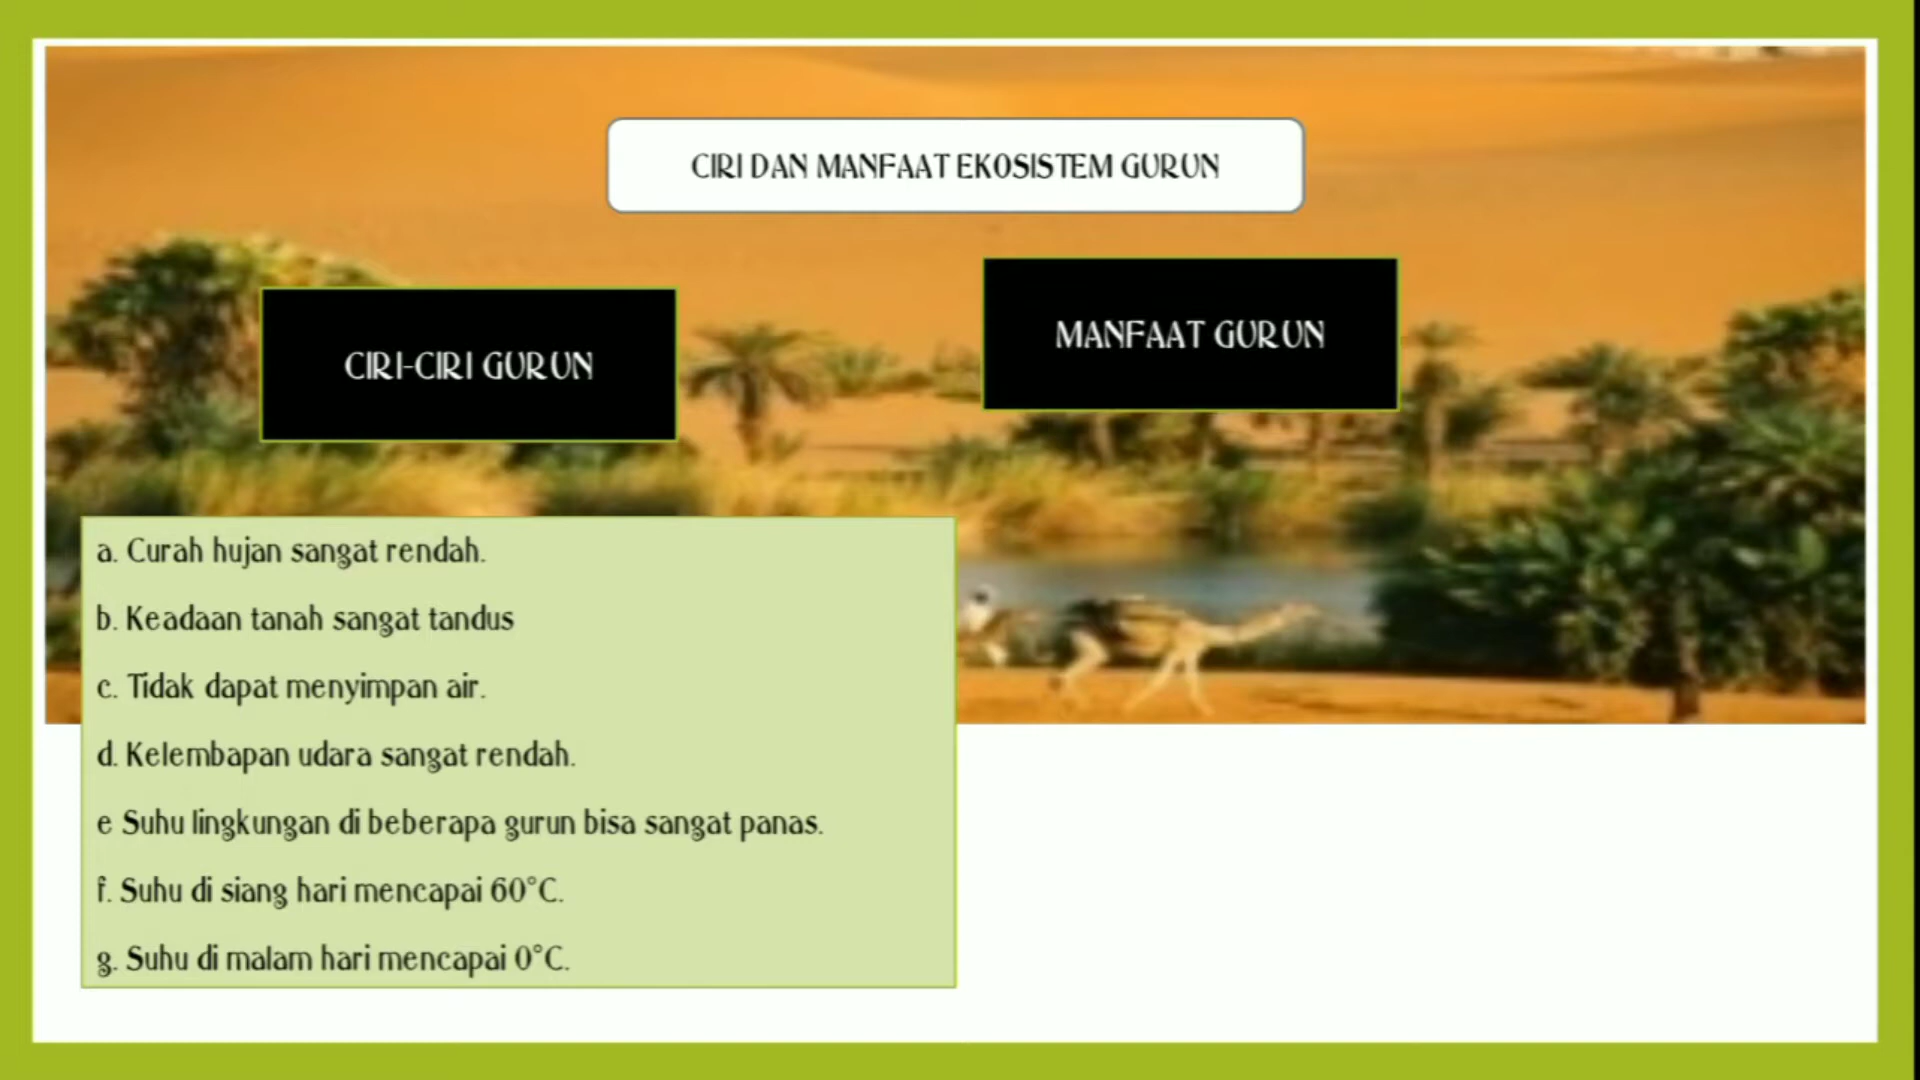 CIRI DAN MANFAAT EKOSISTEM GURUN
CIRI-CIRI GURUN
MANFAAT GURUN
a. Curah hujan sangat rendah.
b. Keadaan tanah sangat tandus
c. Tidak dapat menyimpan air.
d. Kelembapan udara sangat rendah.
e Suhu lingkungan di beberapa gurun bisa sangat panas.
f. Suhu di siang hari mencapai 60°C.
g. Suhu di malam hari mencapai 0°C.